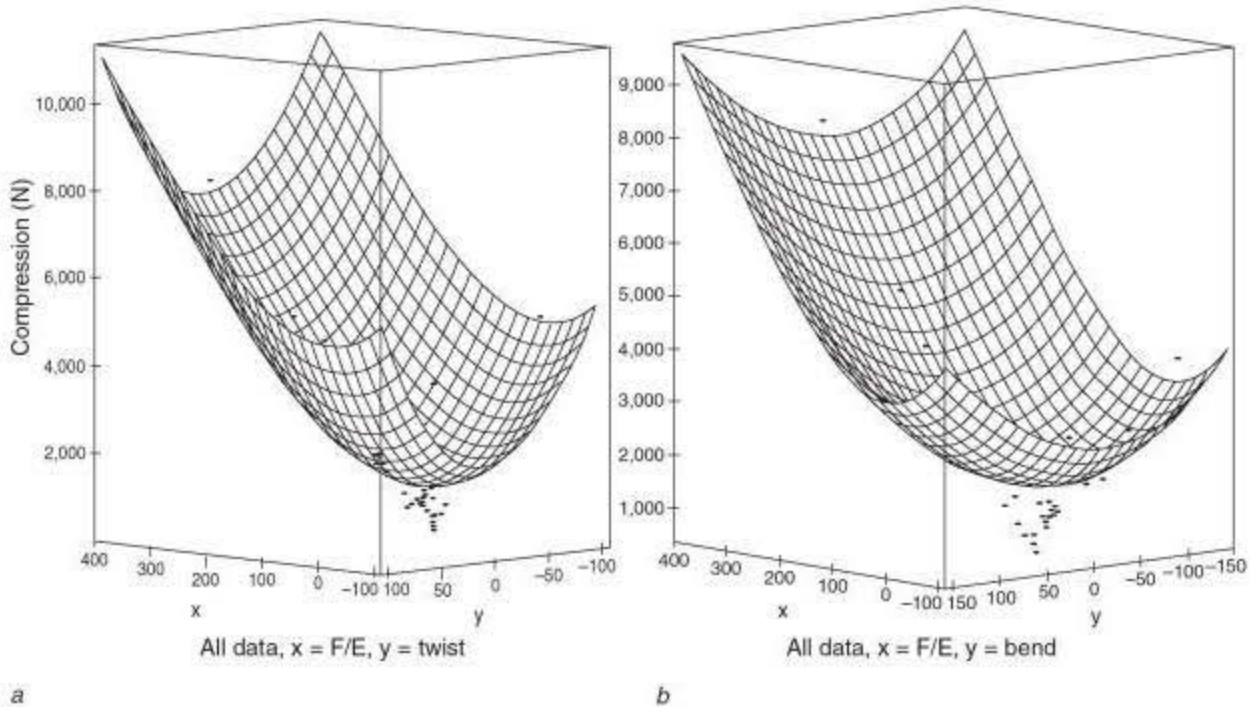 Compression (N)
10,000
8,000
6,000
4,000
2,000
400 300 200 100 0 −100 100 50 0 −50 −100
x y
All data, x = F/E, y = twist
a
9,000
8,000
7,000
6,000
5,000
4,000
3,000
2,000
1,000
400 300 200 100 0 −100 150 100 50 0 −50 −100 −150
x y
All data, x = F/E, y = bend
b